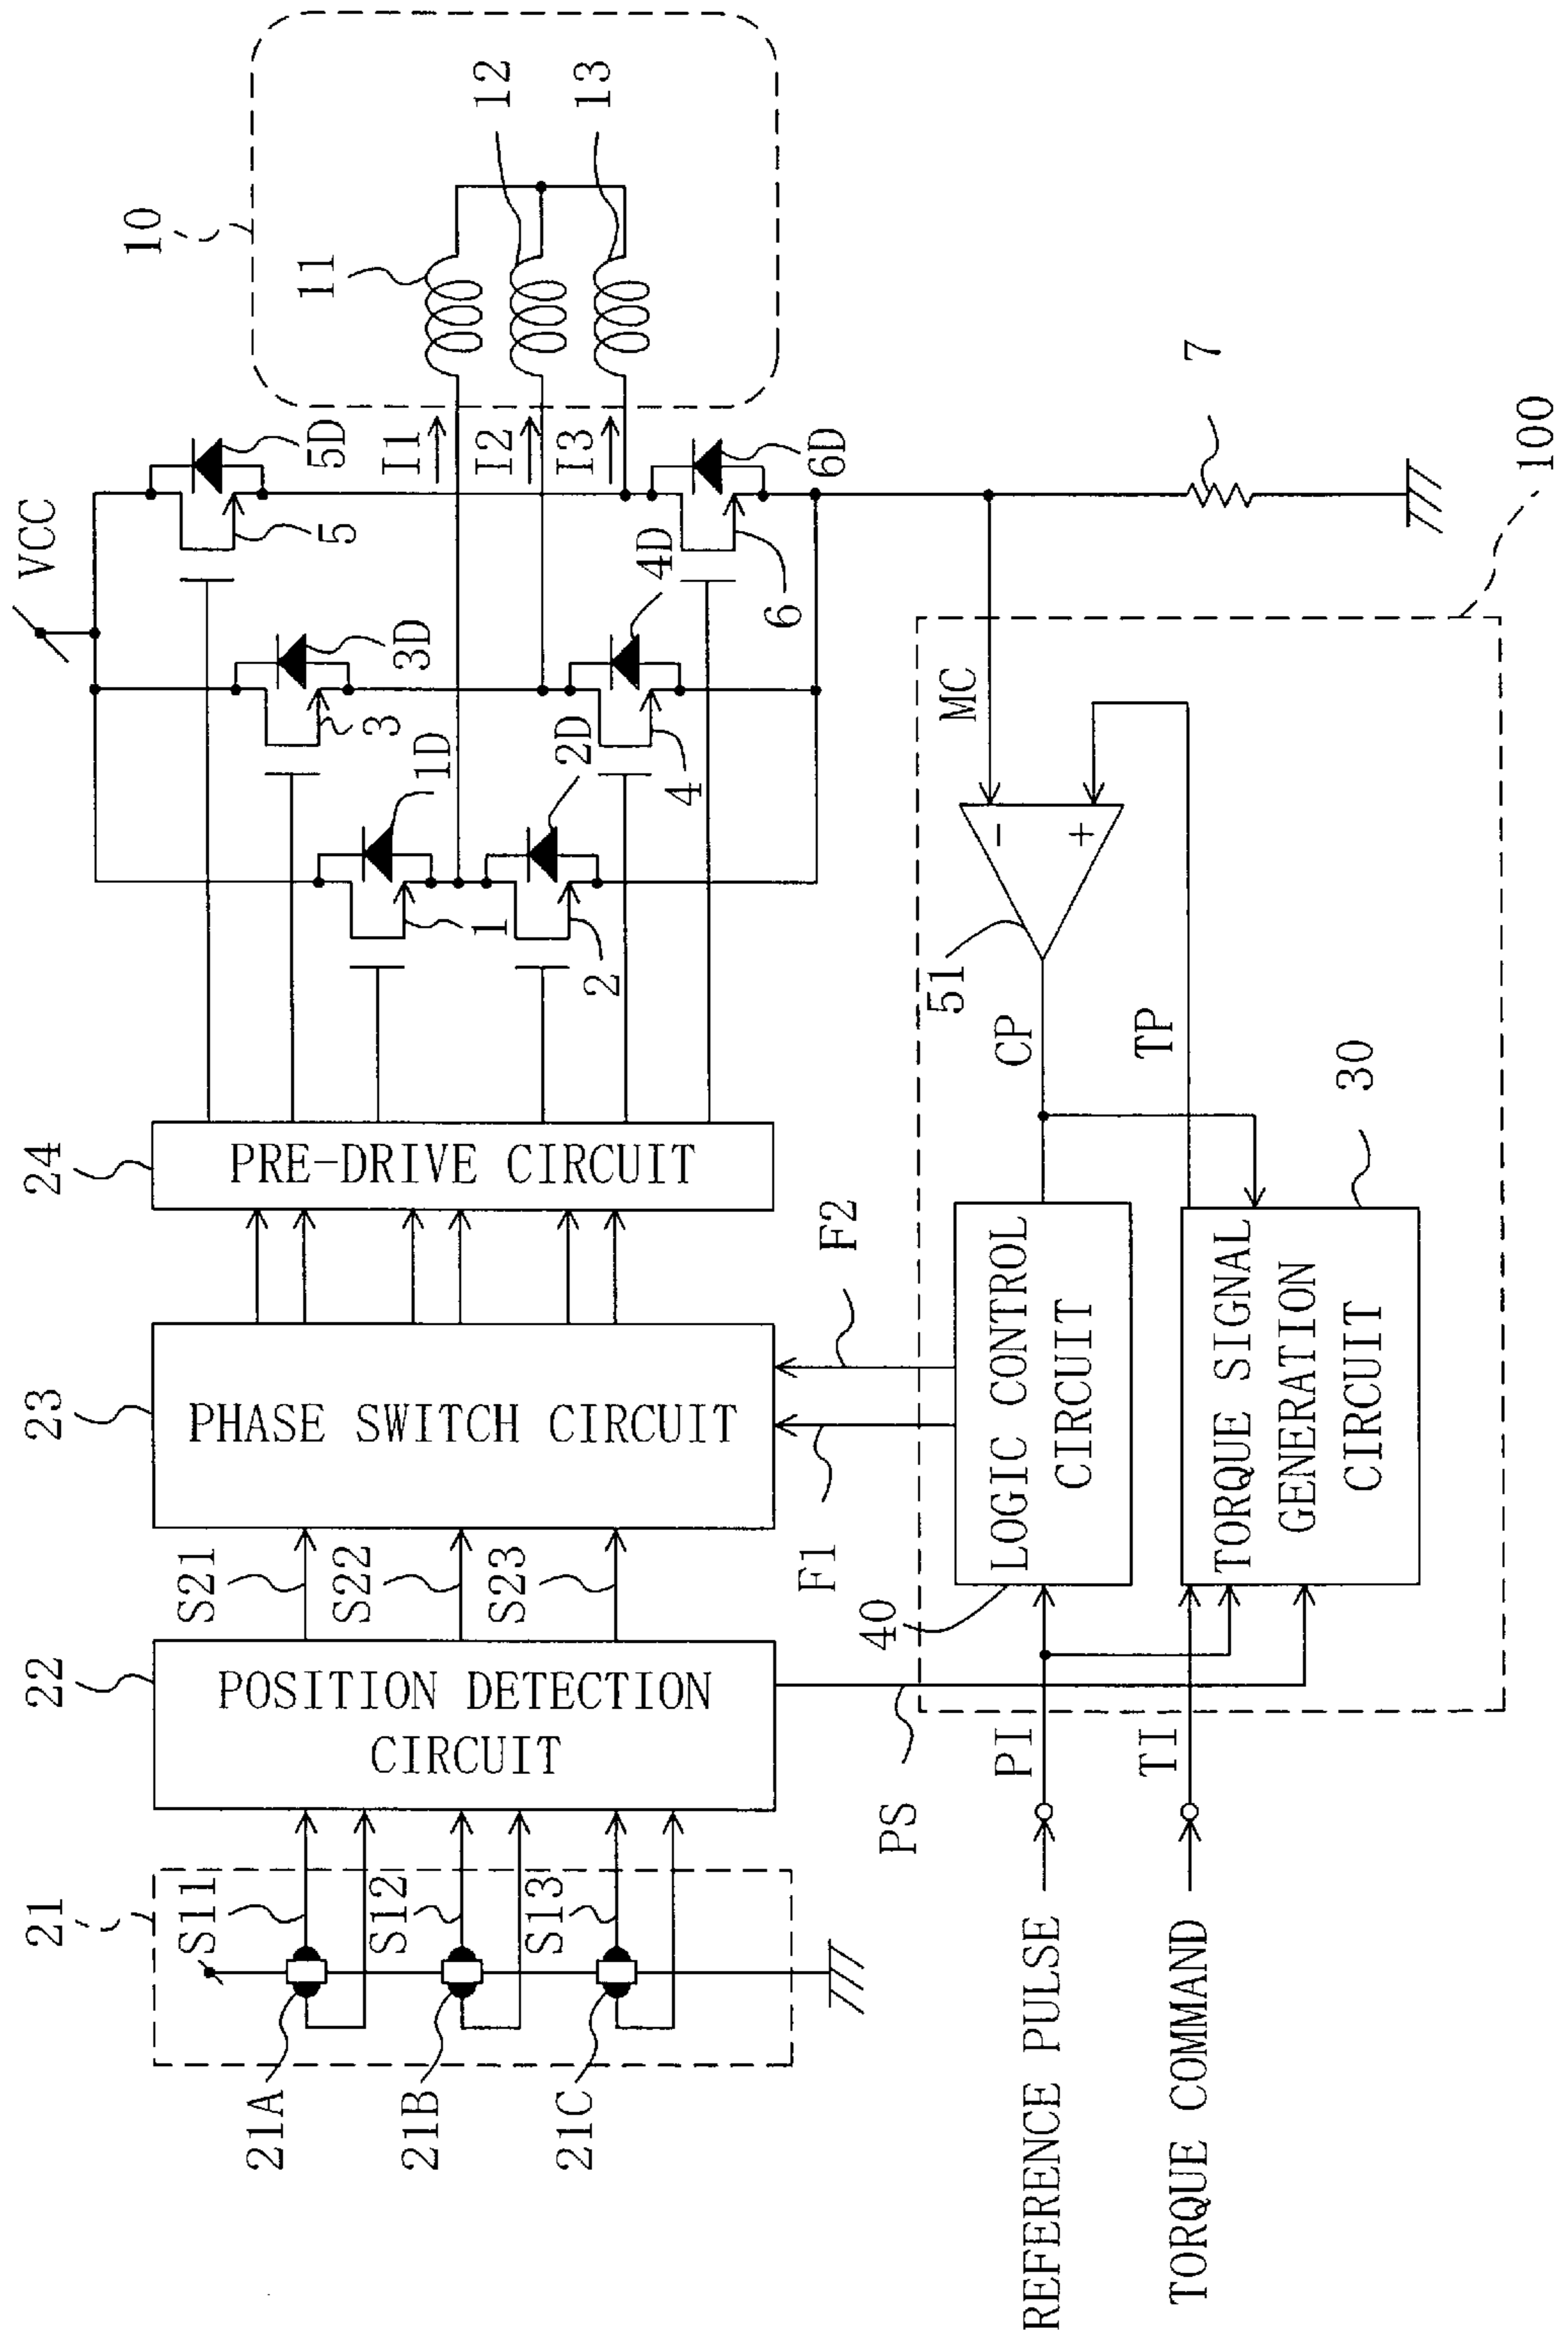 VCC
10
11
12
13
5D
5
I1
I2
I3
3D
3
1D
1
2D
2
4D
4
6D
6
7
100
24
PRE-DRIVE CIRCUIT
23
PHASE SWITCH CIRCUIT
22
POSITION DETECTION
CIRCUIT
S21
S22
S23
21
S11
S12
S13
21A
21B
21C
F1
F2
MC
51
CP
TP
40
LOGIC CONTROL
CIRCUIT
30
TORQUE SIGNAL
GENERATION
CIRCUIT
-
+
PS
PI
TI
REFERENCE PULSE
TORQUE COMMAND